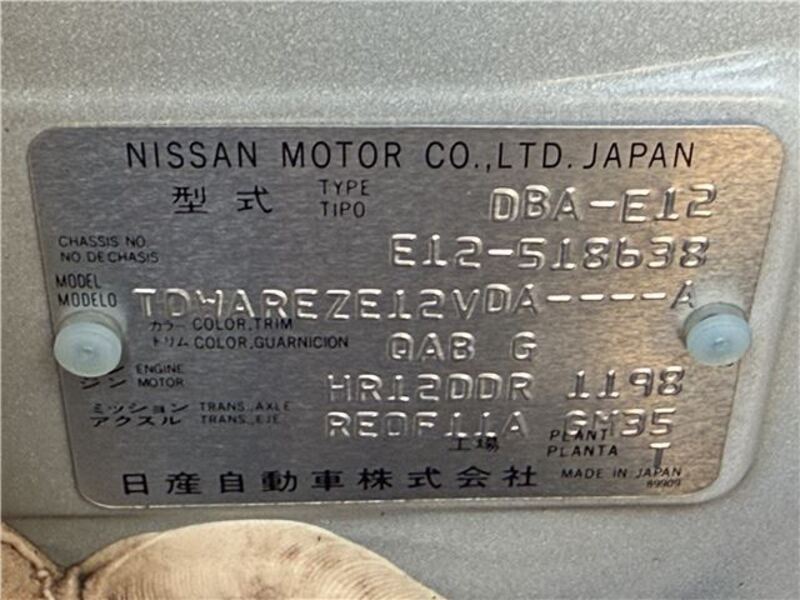 NISSAN MOTOR CO.,LTD. JAPAN
型式 TYPE TIPO DBA-E12
CHASSIS NO. NO.DE CHASIS E12-518638
MODEL MODELO TDWAREZE12VDA----A
カラー COLOR,TRIM
トリム COLOR,GUARNICION QAB G
ENGINE
ジン MOTOR HR12DDR 1198
ミッション TRANS.,AXLE
アクスル TRANS.,EJE RE0F11A GM35
工場 PLANT PLANTA T
日産自動車株式会社 MADE IN JAPAN
89909